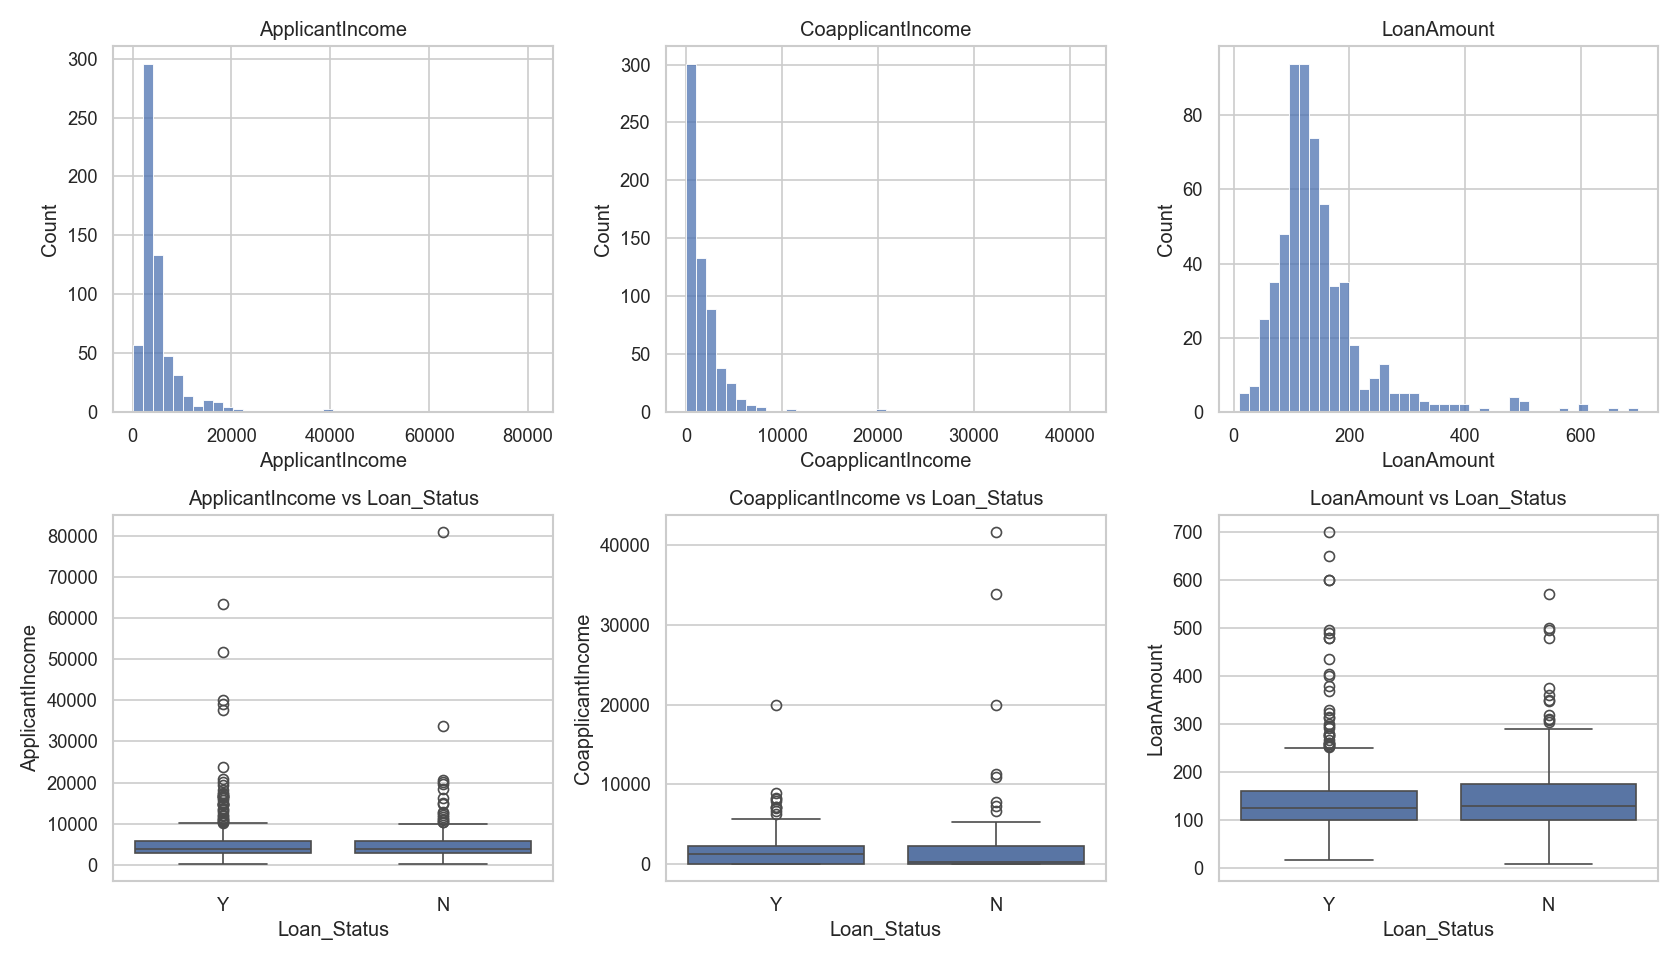 ApplicantIncome
300
250
200
150
100
50
0
Count
0 20000 40000 60000 80000
ApplicantIncome
CoapplicantIncome
300
250
200
150
100
50
0
Count
0 10000 20000 30000 40000
CoapplicantIncome
LoanAmount
80
60
40
20
0
Count
0 200 400 600
LoanAmount
ApplicantIncome vs Loan_Status
80000
70000
60000
50000
40000
30000
20000
10000
0
ApplicantIncome
Y N
Loan_Status
CoapplicantIncome vs Loan_Status
40000
30000
20000
10000
0
CoapplicantIncome
Y N
Loan_Status
LoanAmount vs Loan_Status
700
600
500
400
300
200
100
0
LoanAmount
Y N
Loan_Status